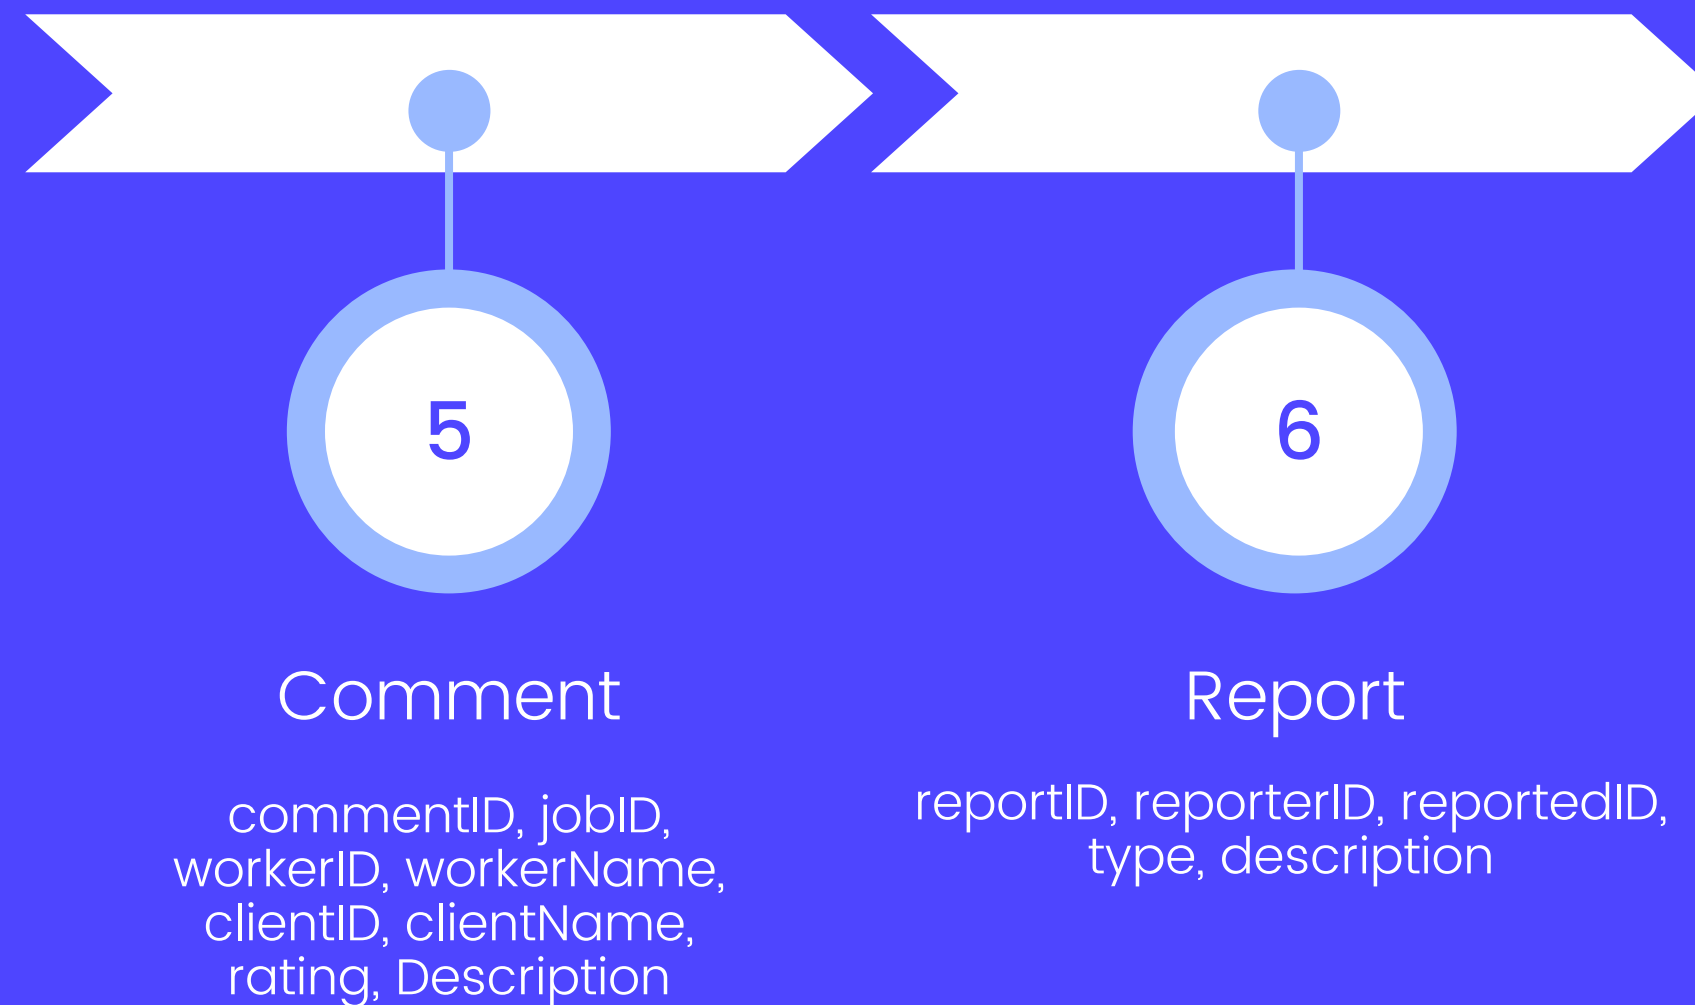 5
Comment
commentID, jobID,
workerID, workerName,
clientID, clientName,
rating, Description
6
Report
reportID, reporterID, reportedID,
type, description